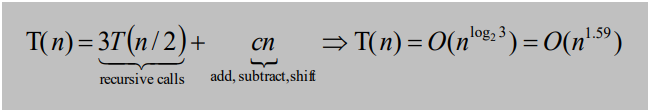 T(n) = 3T(n/2) + cn ⇒ T(n) = O(n^{log_2 3}) = O(n^{1.59})
recursive calls add, subtract, shift